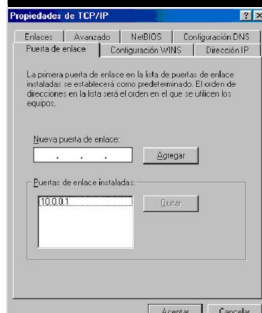 Propiedades de TCP/IP
Enlaces Avanzado NetBIOS Configuración DNS
Puerta de enlace Configuración WINS Dirección IP
La primera puerta de enlace en la lista de puertas de enlace
instaladas se establecerá como predeterminado. El orden de
direcciones en la lista será el orden en el que se utilicen los
equipos.
Nueva puerta de enlace:
. . .
Agregar
Puertas de enlace instaladas:
10.0.0.1
Quitar
Aceptar Cancelar